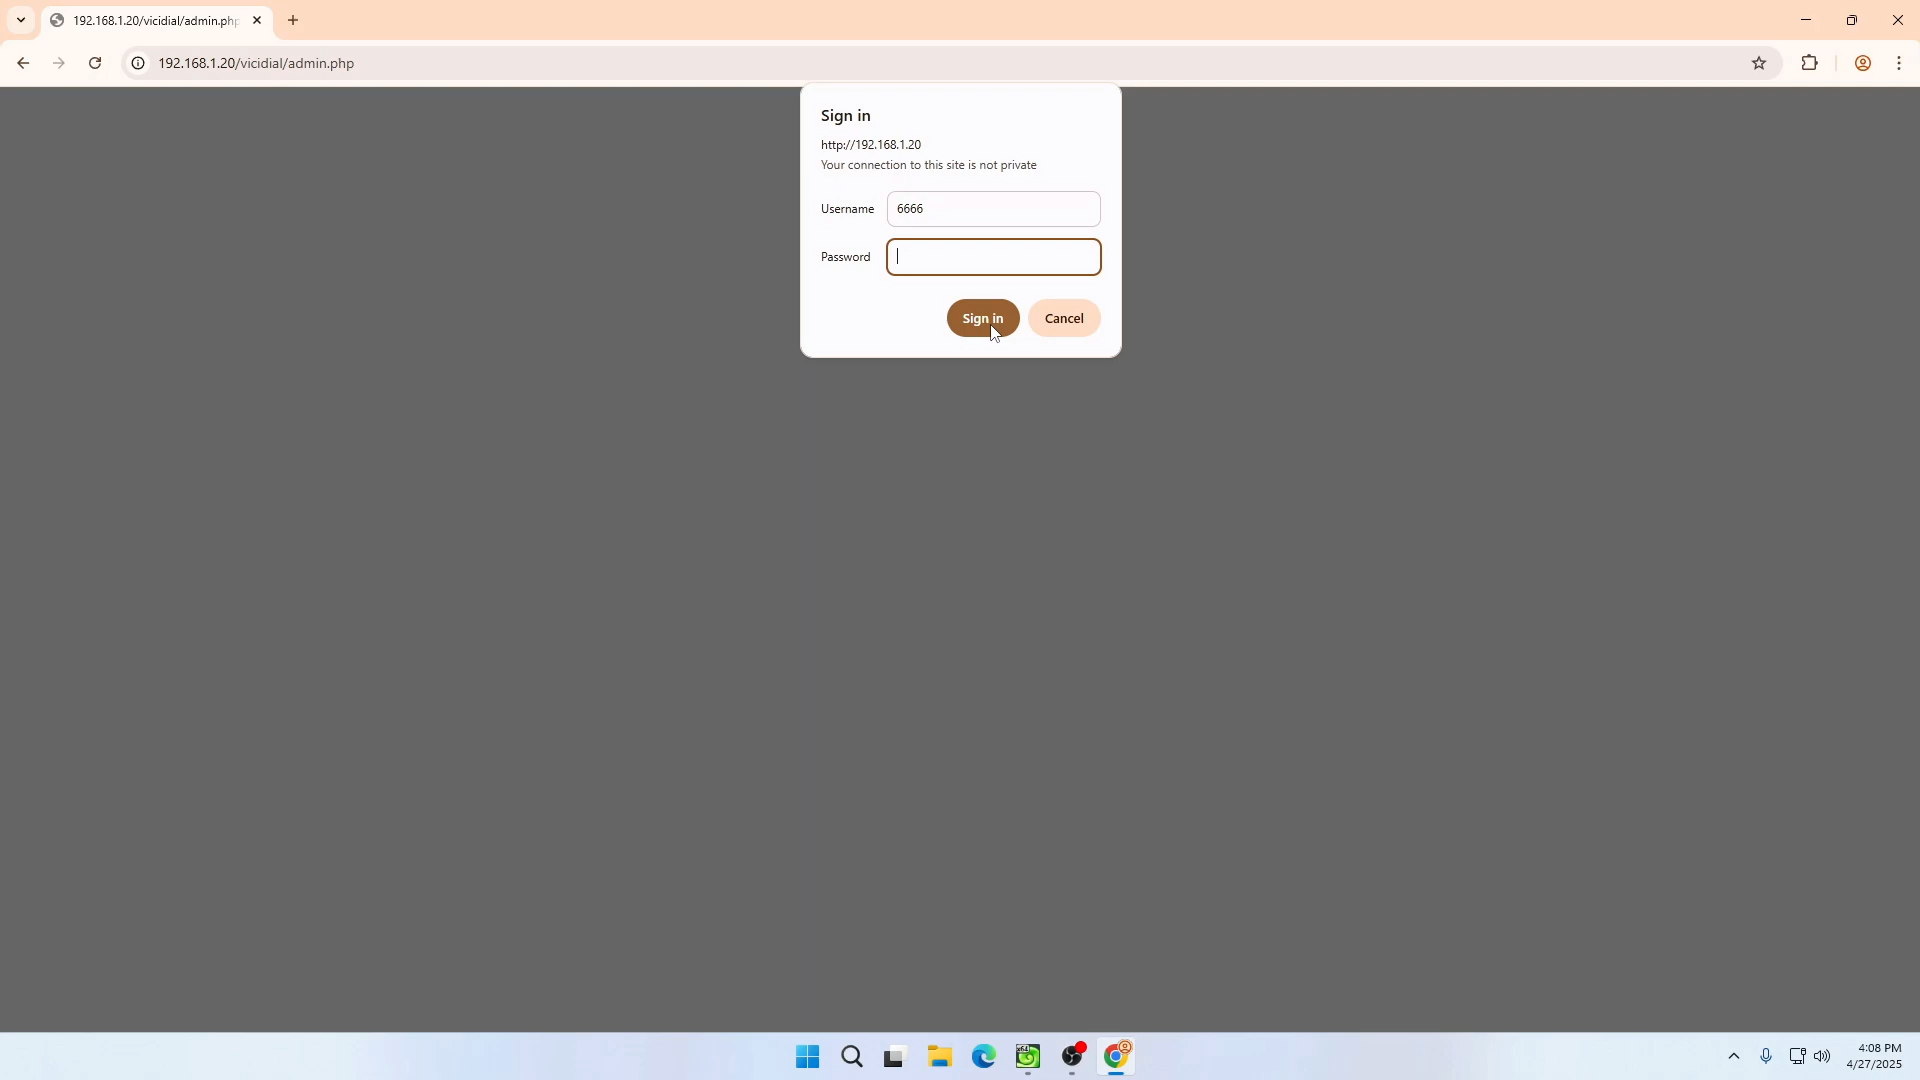 192.168.1.20/vicidial/admin.php
192.168.1.20/vicidial/admin.php
Sign in
http://192.168.1.20
Your connection to this site is not private
Username
6666
Password
Sign in
Cancel
x64
4:08 PM
4/27/2025